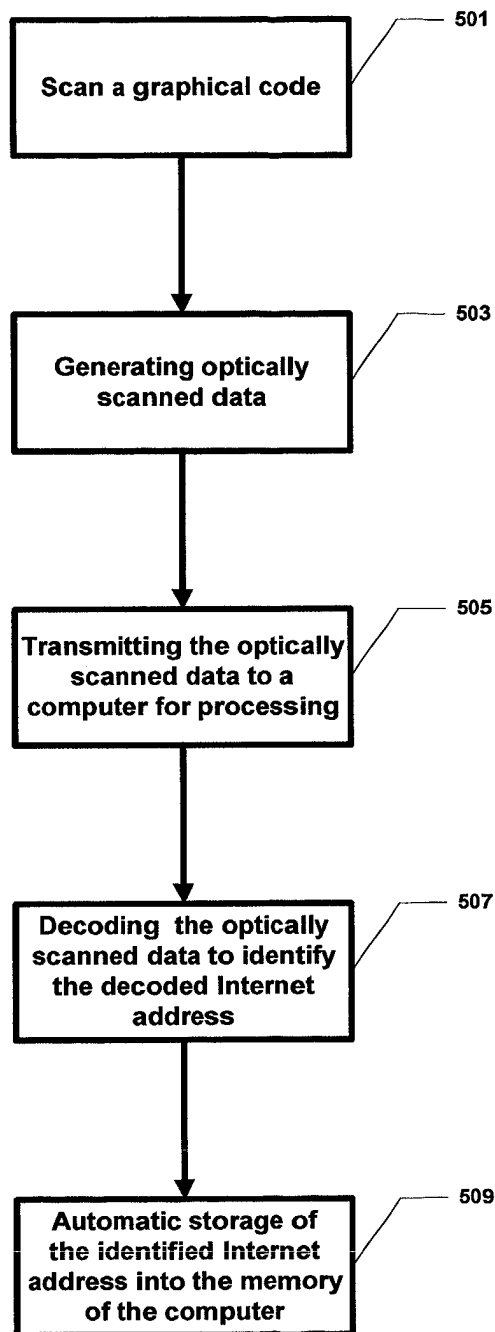 501
Scan a graphical code
503
Generating optically
scanned data
505
Transmitting the optically
scanned data to a
computer for processing
507
Decoding the optically
scanned data to identify
the decoded Internet
address
509
Automatic storage of
the identified Internet
address into the memory
of the computer